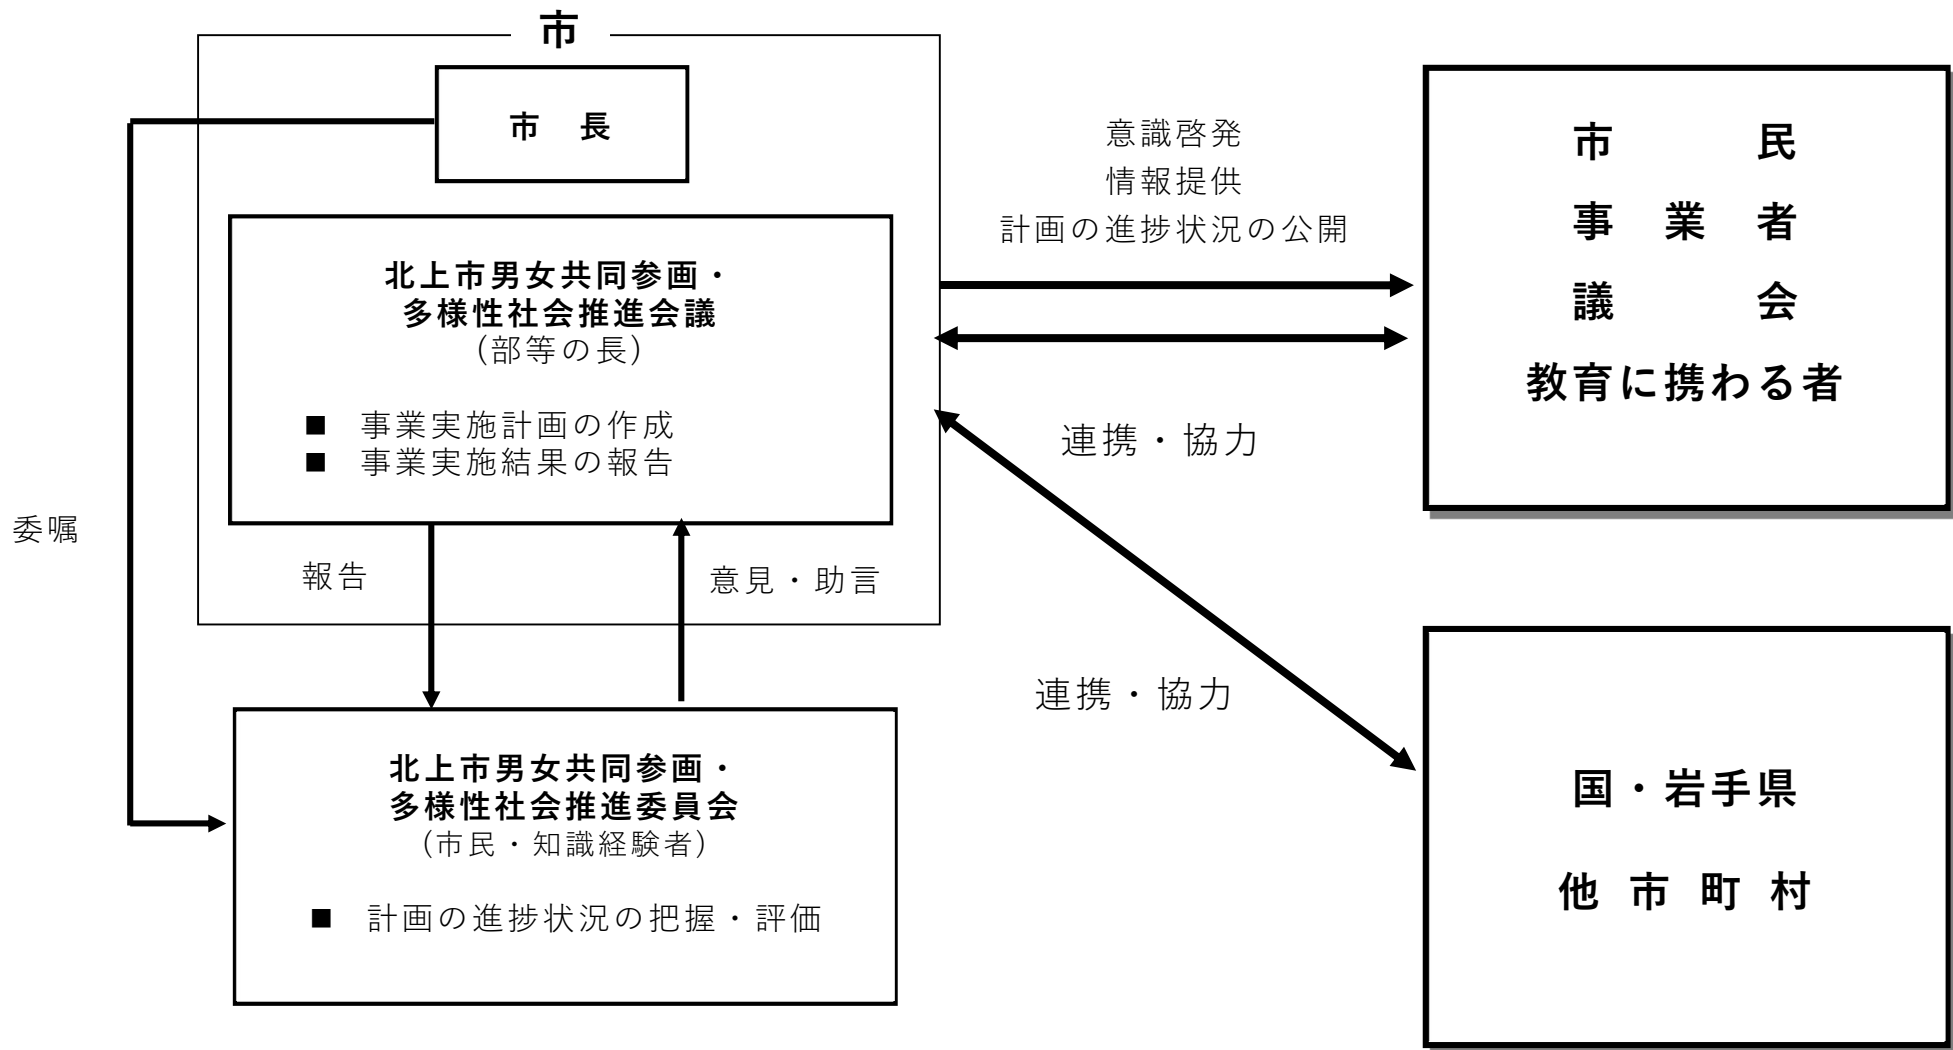 市
市　長
北上市男女共同参画・
多様性社会推進会議
(部等の長)
■ 事業実施計画の作成
■ 事業実施結果の報告
委嘱
報告
意見・助言
北上市男女共同参画・
多様性社会推進委員会
(市民・知識経験者)
■ 計画の進捗状況の把握・評価
意識啓発
情報提供
計画の進捗状況の公開
連携・協力
連携・協力
市　　　民
事　業　者
議　　　会
教育に携わる者
国・岩手県
他 市 町 村